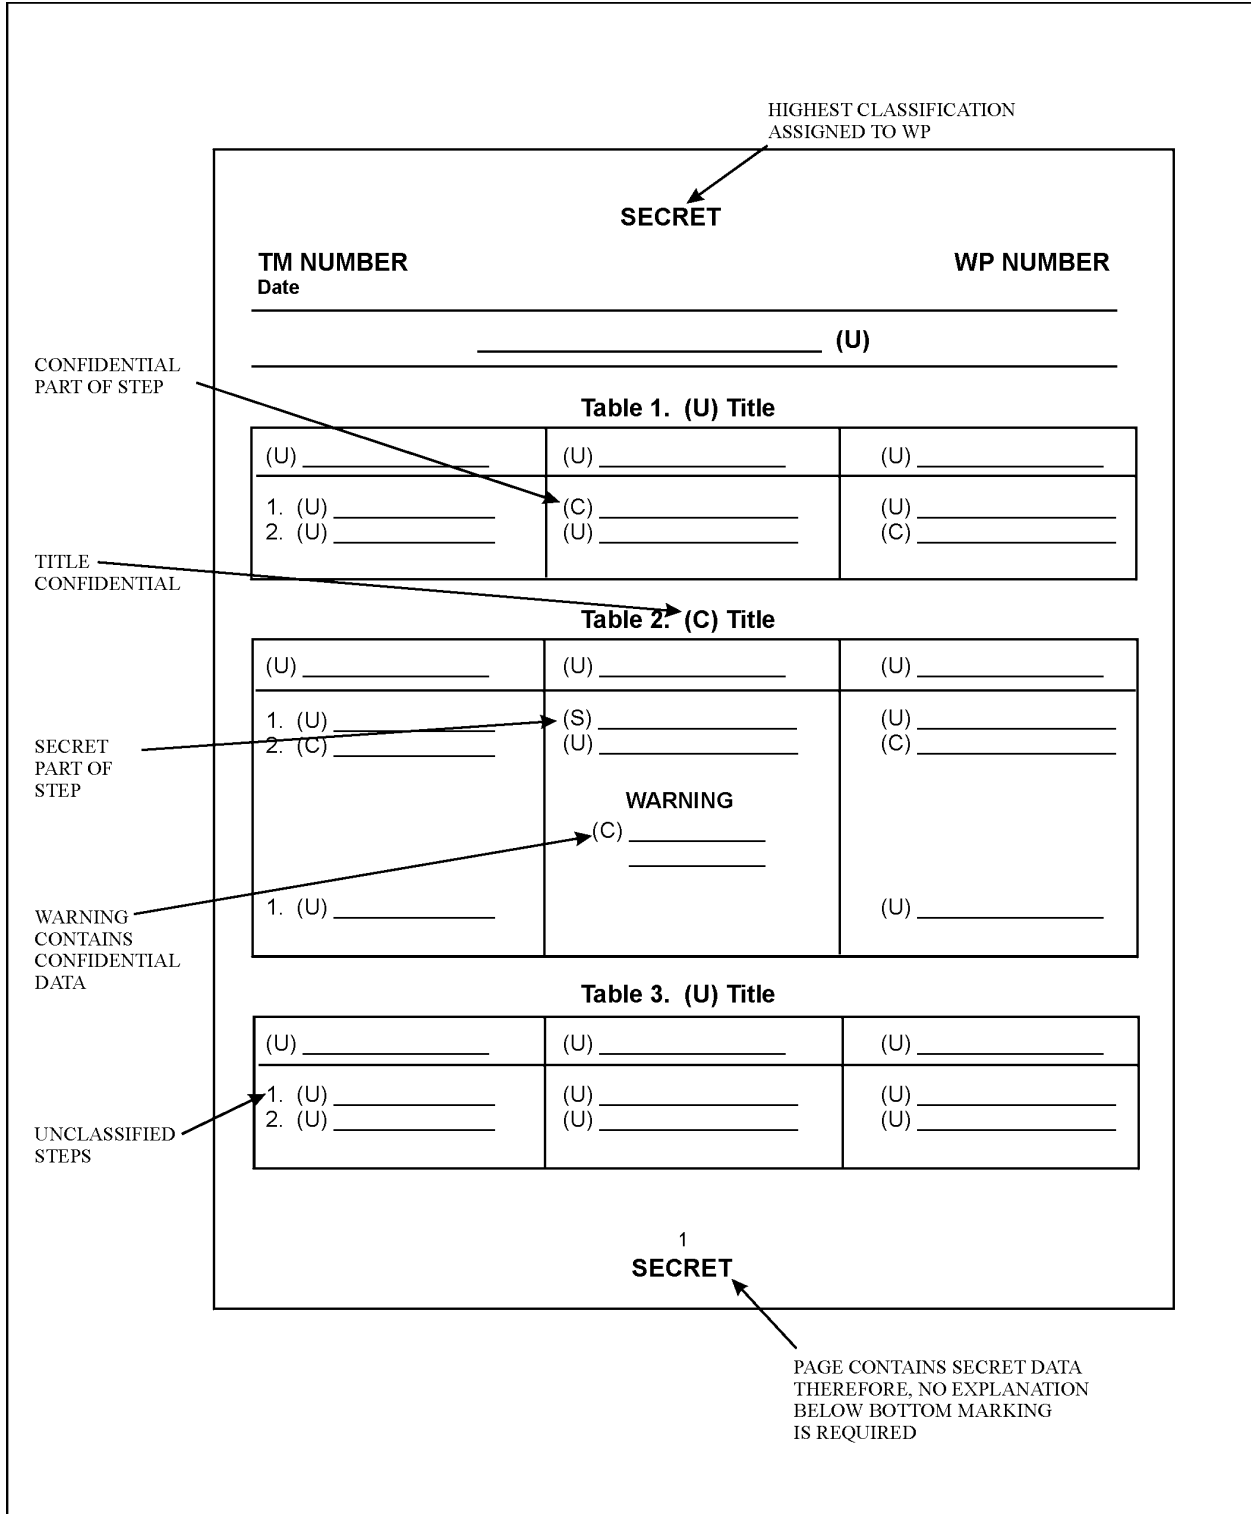 HIGHEST CLASSIFICATION
ASSIGNED TO WP
SECRET
TM NUMBER WP NUMBER
Date
(U)
CONFIDENTIAL
PART OF STEP
Table 1. (U) Title
(U) (U) (U)
1. (U) (C) (U)
2. (U) (U) (C)
TITLE
CONFIDENTIAL
Table 2. (C) Title
(U) (U) (U)
1. (U) (S) (U)
2. (C) (U) (C)
SECRET
PART OF
STEP
WARNING
(C)
1. (U) (U)
WARNING
CONTAINS
CONFIDENTIAL
DATA
Table 3. (U) Title
(U) (U) (U)
1. (U) (U) (U)
2. (U) (U) (U)
UNCLASSIFIED
STEPS
1
SECRET
PAGE CONTAINS SECRET DATA
THEREFORE, NO EXPLANATION
BELOW BOTTOM MARKING
IS REQUIRED